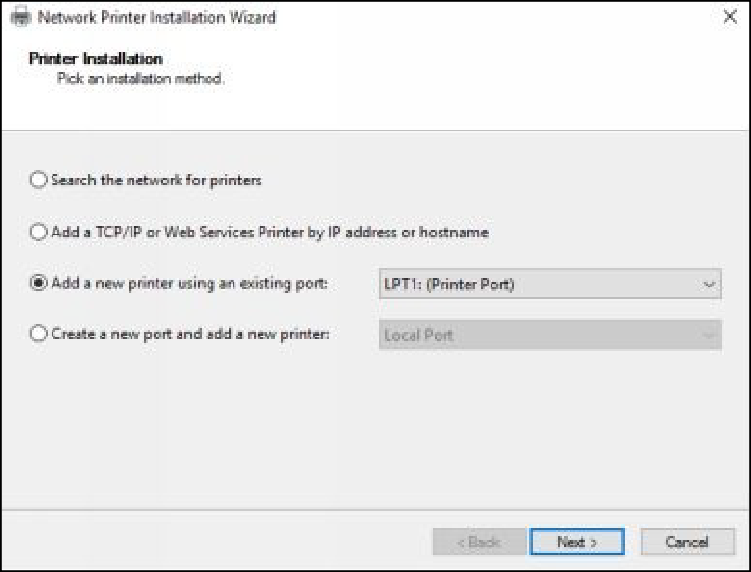 Network Printer Installation Wizard
Printer Installation
Pick an installation method.
Search the network for printers
Add a TCP/IP or Web Services Printer by IP address or hostname
Add a new printer using an existing port: LPT1: (Printer Port)
Create a new port and add a new printer: Local Port
< Back Next > Cancel